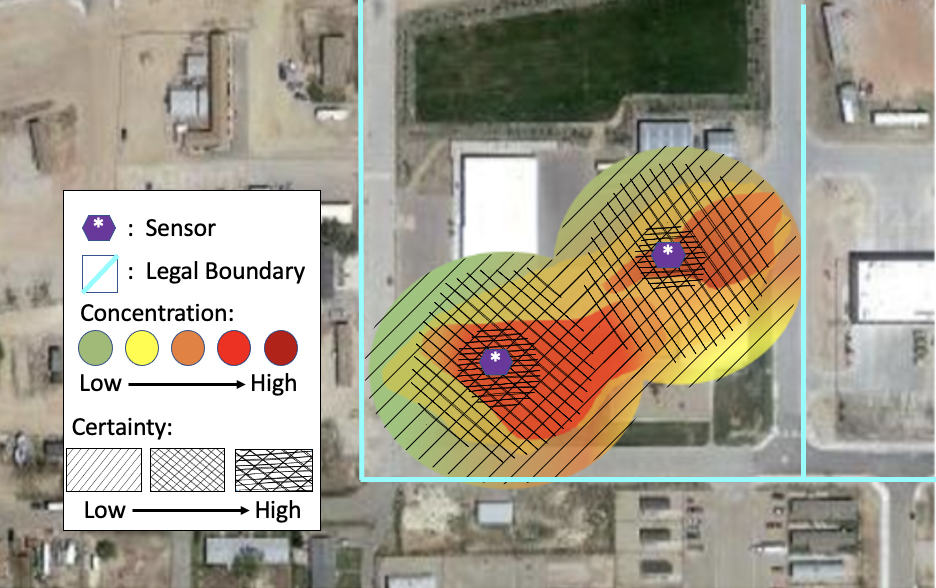 * : Sensor
: Legal Boundary
Concentration:
Low High
Certainty:
Low High
*
*